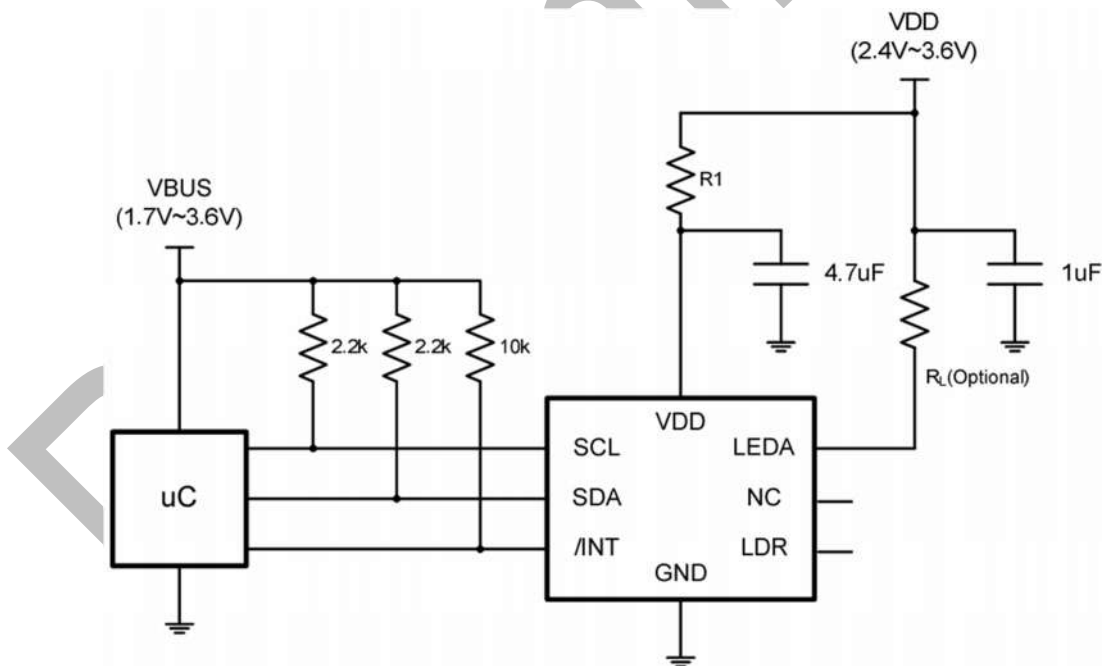 VDD
(2.4V~3.6V)
R1
VBUS
(1.7V~3.6V)
4.7uF
1uF
2.2k
2.2k
10k
RL(Optional)
VDD
SCL
LEDA
uC
SDA
NC
/INT
LDR
GND